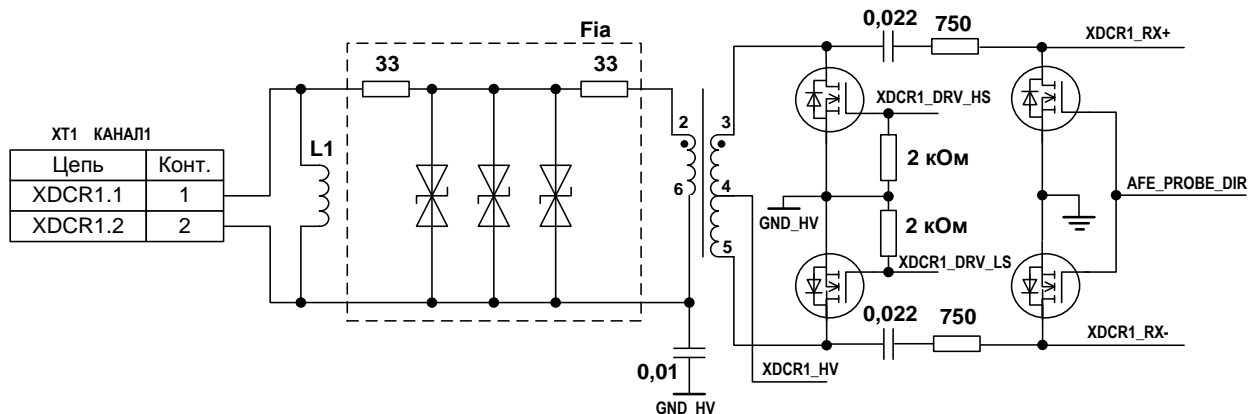 0,022
750
XDCR1_RX+
Fia
33
33
XDCR1_DRV_HS
XT1 КАНАЛ1
Цепь Конт.
XDCR1.1 1
XDCR1.2 2
L1
2
3
6
4
5
2 кОм
GND_HV
2 кОм
AFE_PROBE_DIR
XDCR1_DRV_LS
0,022
750
XDCR1_RX-
0,01
XDCR1_HV
GND HV